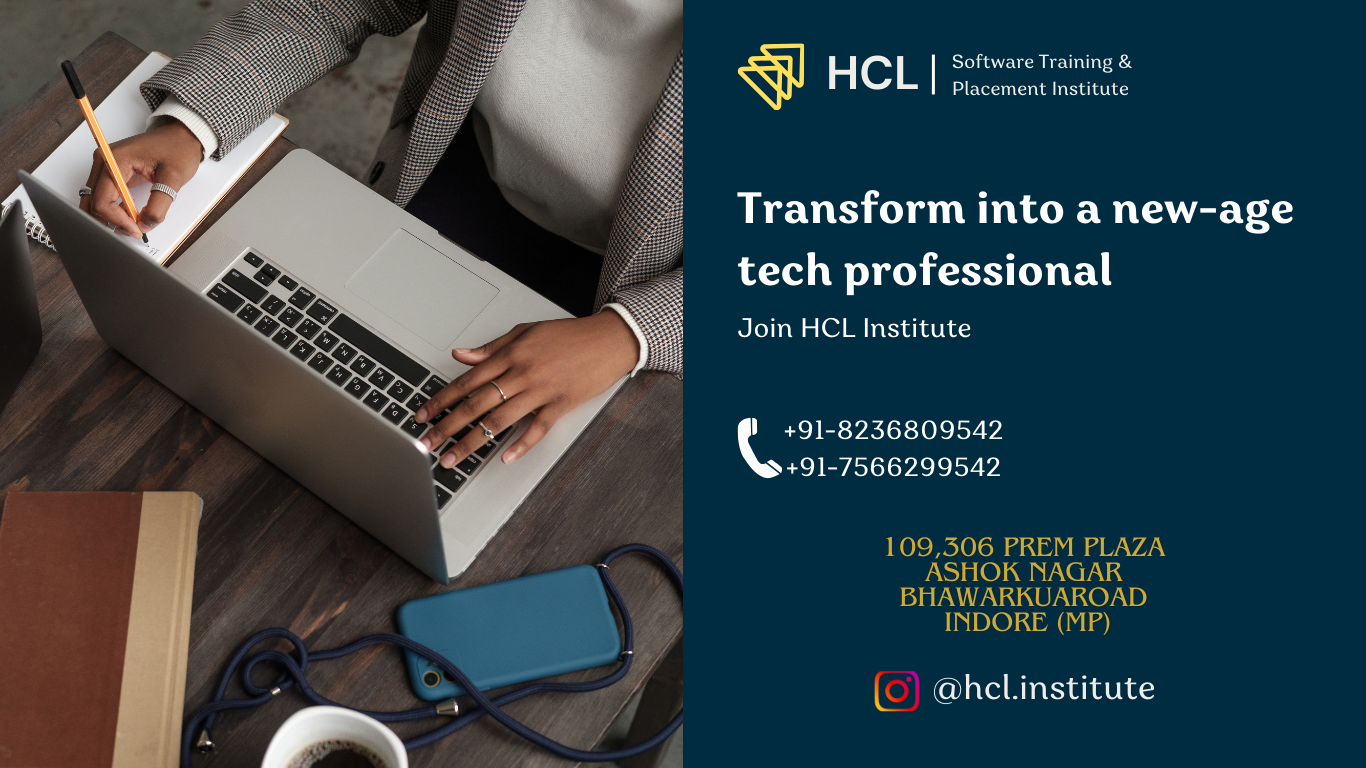 HCL
Software Training &
Placement Institute
Transform into a new-age
tech professional
Join HCL Institute
+91-8236809542
+91-7566299542
109,306 PREM PLAZA
ASHOK NAGAR
BHAWARKUAROAD
INDORE (MP)
@hcl.institute